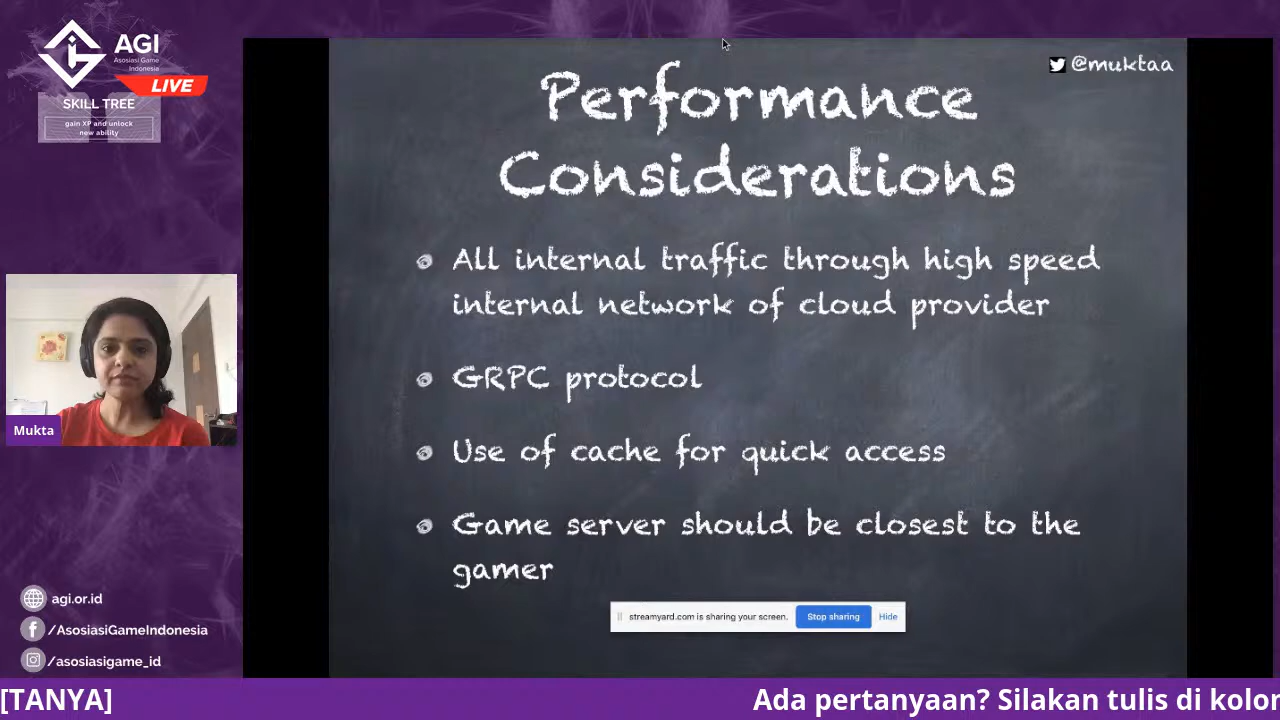 AGI
Asosiasi Game
Indonesia
LIVE
SKILL TREE
gain XP and unlock
new ability
@muktaa
Performance
Considerations
All internal traffic through high speed
internal network of cloud provider
GRPC protocol
Use of cache for quick access
Game server should be closest to the
gamer
streamyard.com is sharing your screen.
Stop sharing
Hide
Mukta
agi.or.id
/AsosiasiGameIndonesia
/asosiasigame_id
[TANYA]
Ada pertanyaan? Silakan tulis di kolor